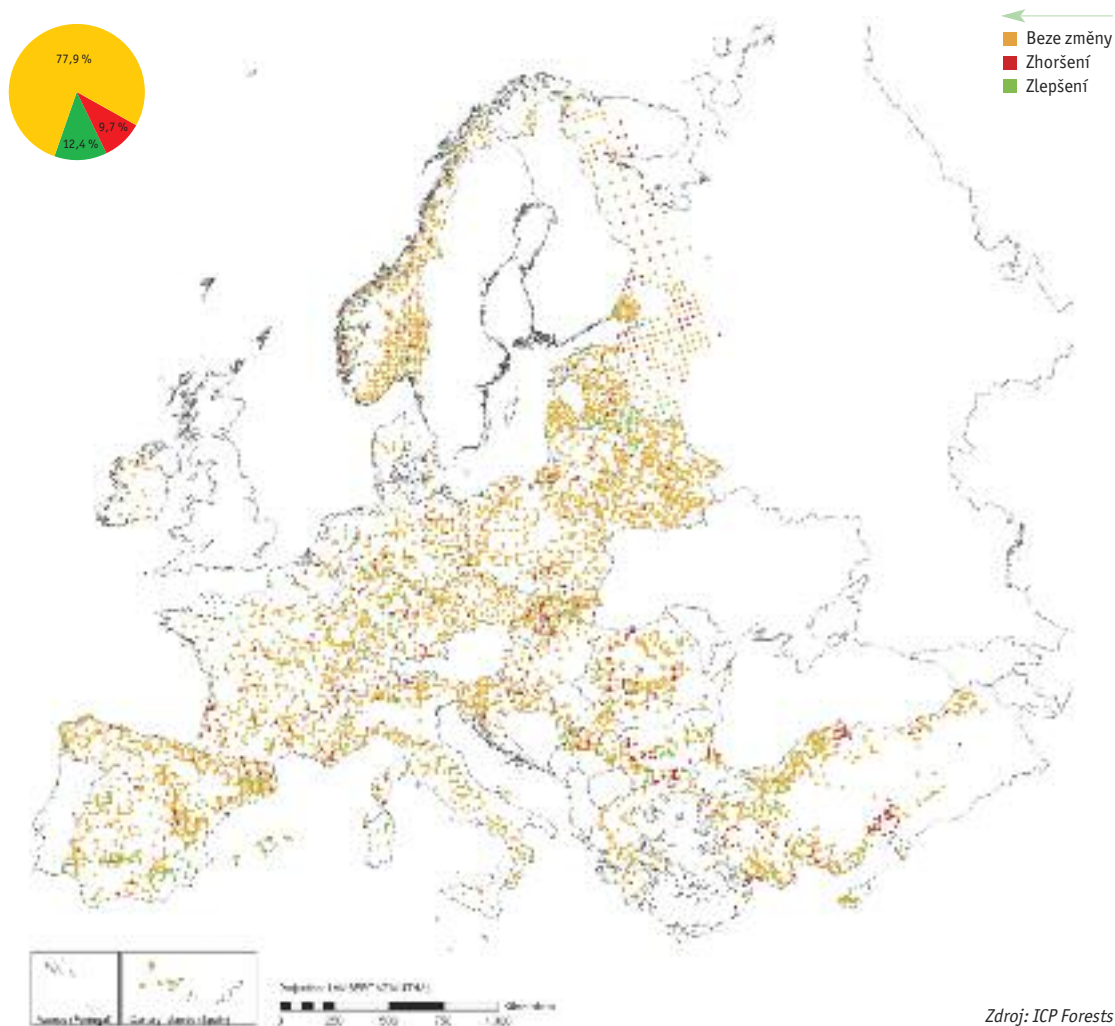 77,9 %
9,7 %
12,4 %
Beze změny
Zhoršení
Zlepšení
0 250 500 750
Zdroj: ICP Forests